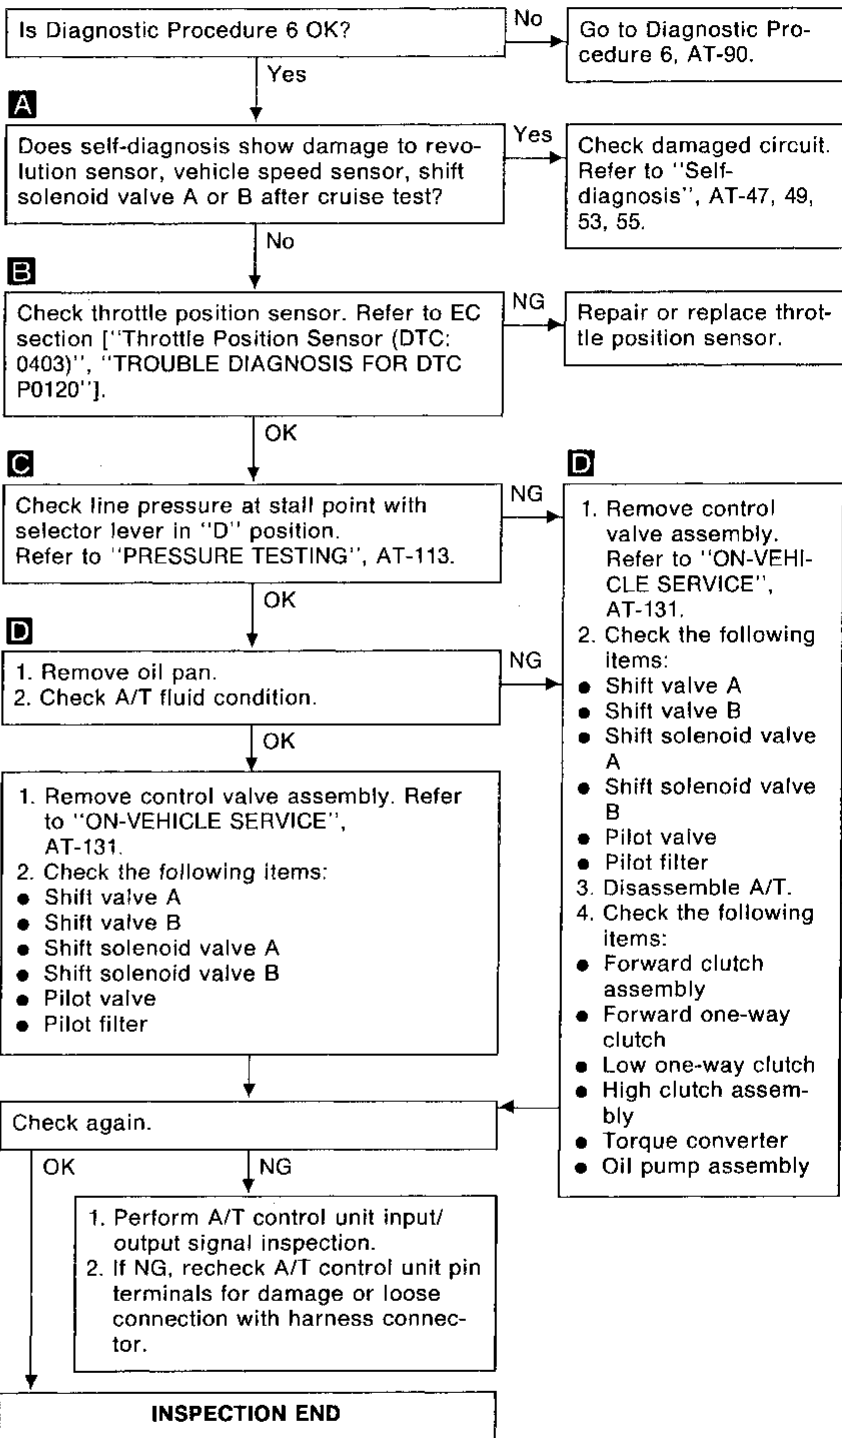 Is Diagnostic Procedure 6 OK?
No
Go to Diagnostic Pro-
cedure 6, AT-90.
Yes
A
Does self-diagnosis show damage to revo-
lution sensor, vehicle speed sensor, shift
solenoid valve A or B after cruise test?
Yes
Check damaged circuit.
Refer to "Self-
diagnosis", AT-47, 49,
53, 55.
No
B
Check throttle position sensor. Refer to EC
section ["Throttle Position Sensor (DTC:
0403)", "TROUBLE DIAGNOSIS FOR DTC
P0120"].
NG
Repair or replace throt-
tle position sensor.
OK
C
Check line pressure at stall point with
selector lever in "D" position.
Refer to "PRESSURE TESTING", AT-113.
NG
OK
D
1. Remove oil pan.
2. Check A/T fluid condition.
NG
D
1. Remove control
valve assembly.
Refer to "ON-VEHI-
CLE SERVICE",
AT-131.
2. Check the following
items:
● Shift valve A
● Shift valve B
● Shift solenoid valve
A
● Shift solenoid valve
B
● Pilot valve
● Pilot filter
3. Disassemble A/T.
4. Check the following
items:
● Forward clutch
assembly
● Forward one-way
clutch
● Low one-way clutch
● High clutch assem-
bly
● Torque converter
● Oil pump assembly
OK
1. Remove control valve assembly. Refer
to "ON-VEHICLE SERVICE",
AT-131.
2. Check the following items:
● Shift valve A
● Shift valve B
● Shift solenoid valve A
● Shift solenoid valve B
● Pilot valve
● Pilot filter
Check again.
OK
NG
1. Perform A/T control unit input/
output signal inspection.
2. If NG, recheck A/T control unit pin
terminals for damage or loose
connection with harness connec-
tor.
INSPECTION END